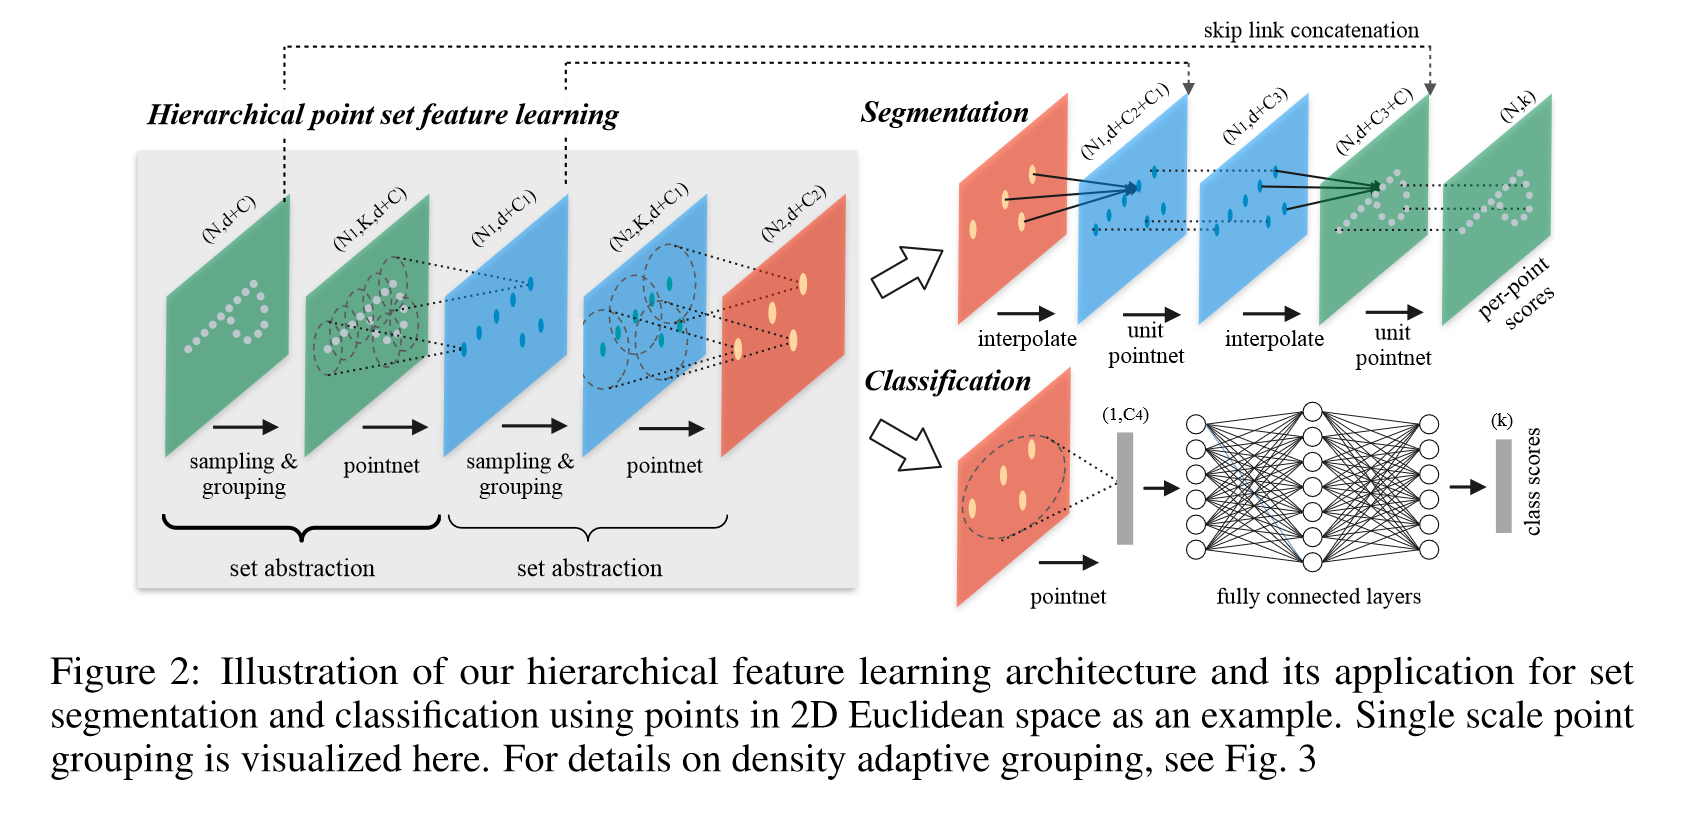 skip link concatenation
Hierarchical point set feature learning
(N,d+C)
(N1,K,d+C)
(N1,d+C1)
(N2,K,d+C1)
(N2,d+C2)
sampling &
grouping
pointnet
sampling &
grouping
pointnet
set abstraction
set abstraction
Segmentation
(N1,d+C2+C1)
(N1,d+C3)
(N,d+C3+C)
(N,k)
interpolate
unit
pointnet
interpolate
unit
pointnet
per-point
scores
Classification
(1,C4)
(k)
class scores
pointnet
fully connected layers
Figure 2: Illustration of our hierarchical feature learning architecture and its application for set
segmentation and classification using points in 2D Euclidean space as an example. Single scale point
grouping is visualized here. For details on density adaptive grouping, see Fig. 3